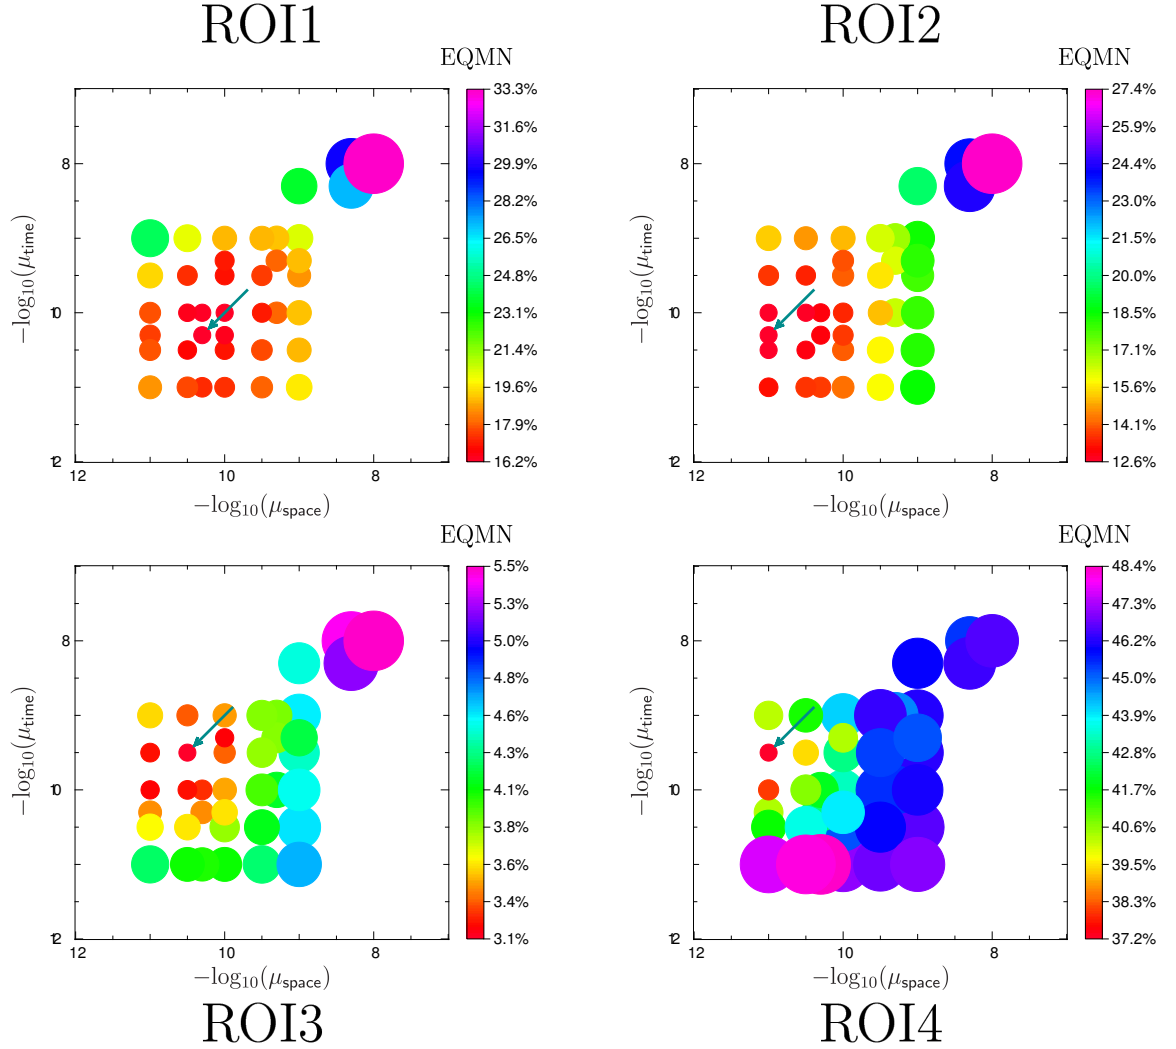 ROI1
EQMN
33.3%
31.6%
29.9%
28.2%
26.5%
24.8%
23.1%
21.4%
19.6%
17.9%
16.2%
−log10(μtime)
8
10
12
12 10 8
−log10(μspace)
ROI2
EQMN
27.4%
25.9%
24.4%
23.0%
21.5%
20.0%
18.5%
17.1%
15.6%
14.1%
12.6%
−log10(μtime)
8
10
12
12 10 8
−log10(μspace)
EQMN
5.5%
5.3%
5.0%
4.8%
4.6%
4.3%
4.1%
3.8%
3.6%
3.4%
3.1%
−log10(μtime)
8
10
12
12 10 8
−log10(μspace)
ROI3
EQMN
48.4%
47.3%
46.2%
45.0%
43.9%
42.8%
41.7%
40.6%
39.5%
38.3%
37.2%
−log10(μtime)
8
10
12
12 10 8
−log10(μspace)
ROI4